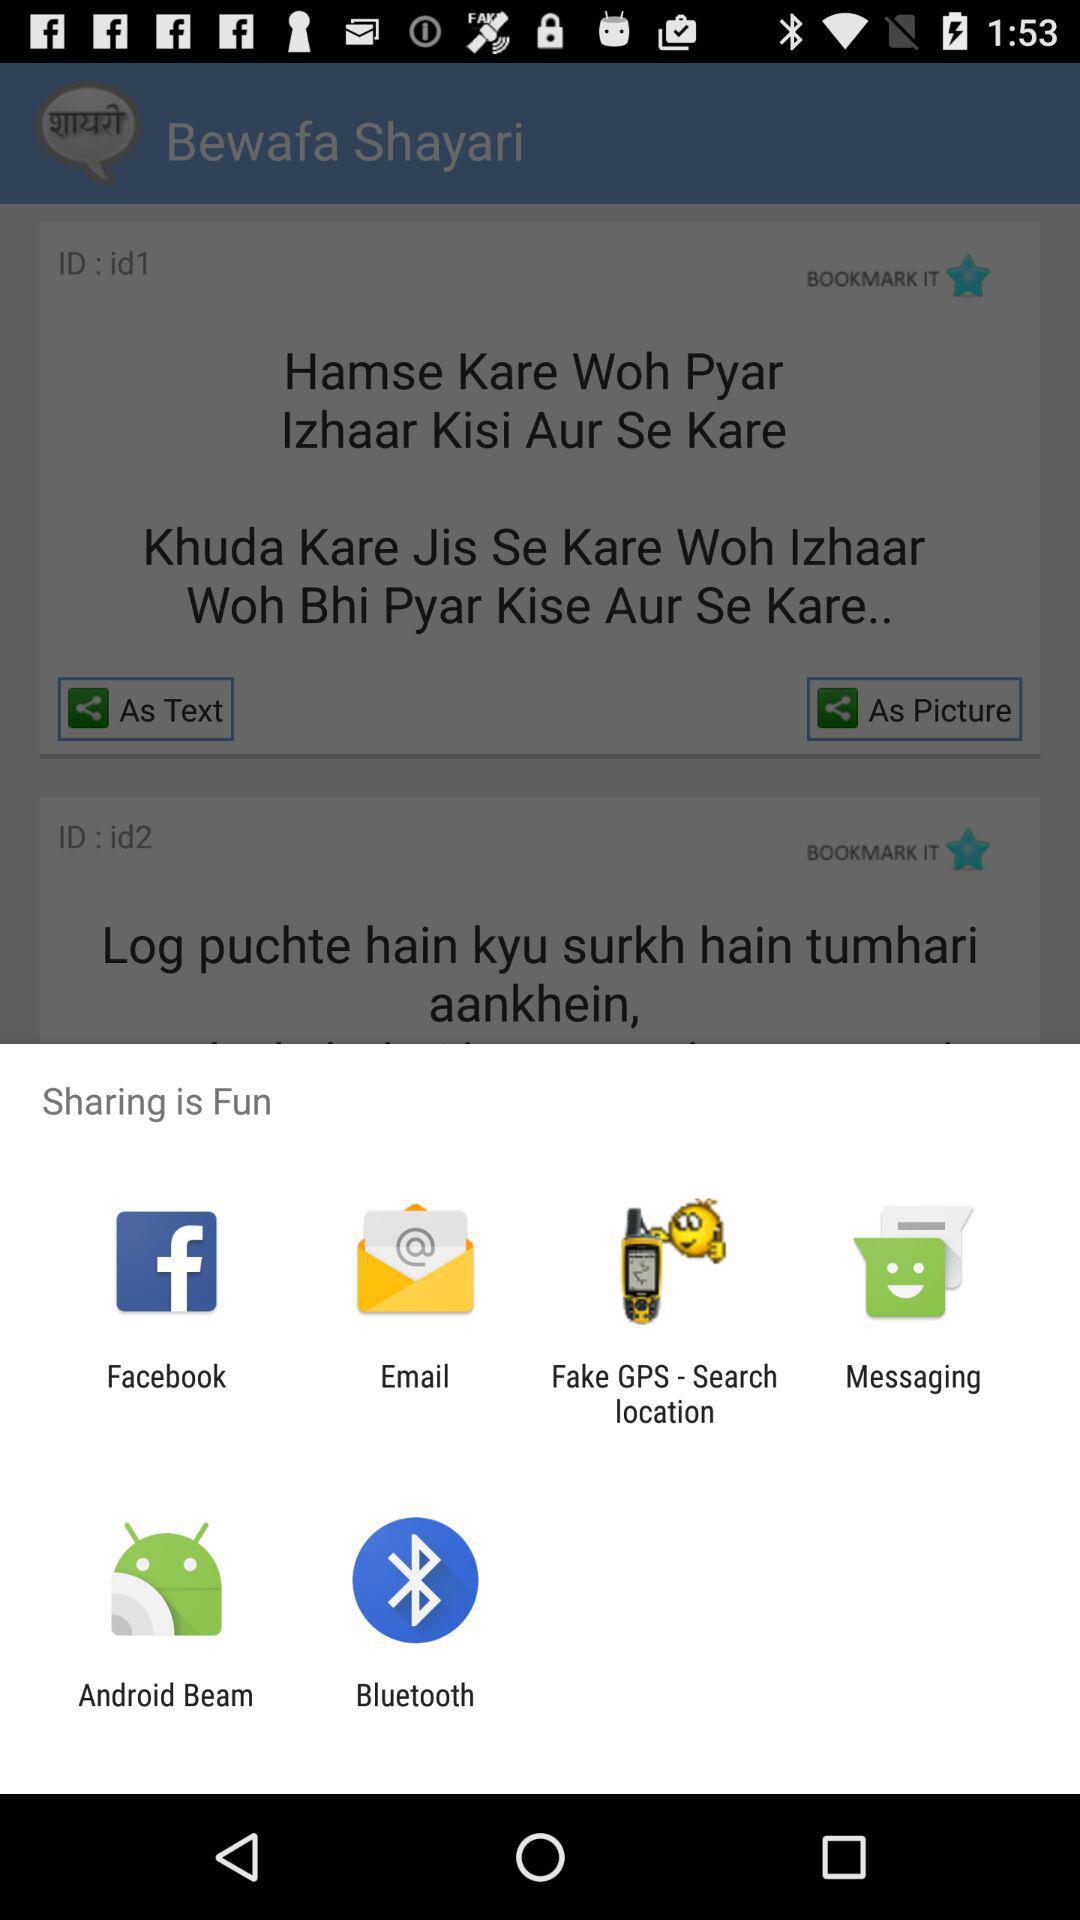 FAKE
1:53
शायरी
Bewafa Shayari
ID : id1
BOOKMARK IT
Hamse Kare Woh Pyar
Izhaar Kisi Aur Se Kare
Khuda Kare Jis Se Kare Woh Izhaar
Woh Bhi Pyar Kise Aur Se Kare..
As Text
As Picture
ID : id2
BOOKMARK IT
Log puchte hain kyu surkh hain tumhari
aankhein,
Sharing is Fun
Facebook
Email
Fake GPS - Search
location
Messaging
Android Beam
Bluetooth